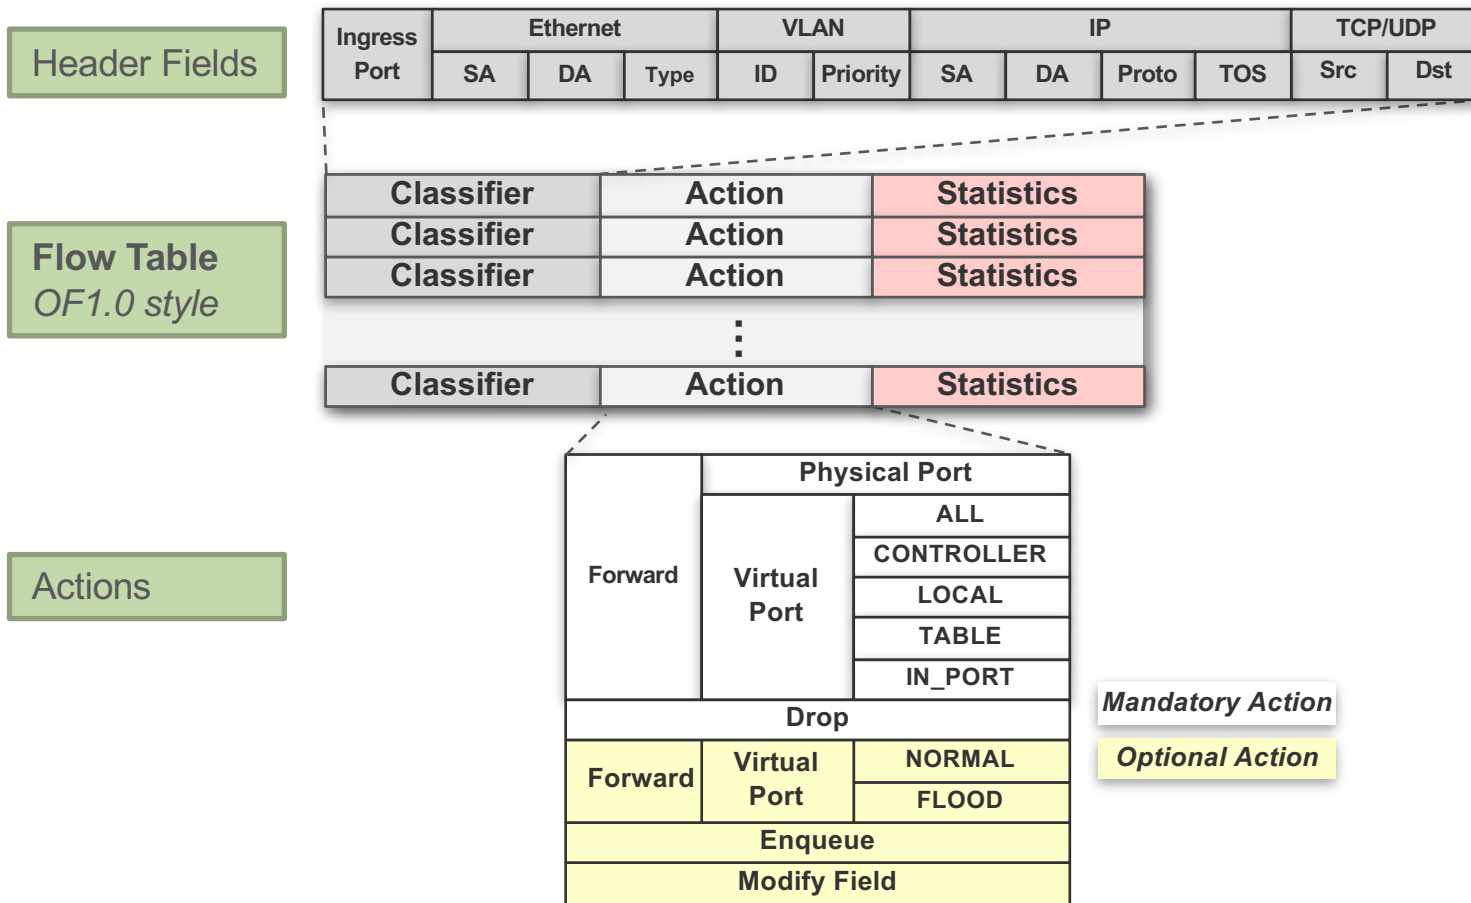 Header Fields
Ingress Port
Ethernet
VLAN
IP
TCP/UDP
SA
DA
Type
ID
Priority
SA
DA
Proto
TOS
Src
Dst
Flow Table
OF1.0 style
Classifier Action Statistics
Classifier Action Statistics
Classifier Action Statistics
⋮
Classifier Action Statistics
Actions
Forward
Physical Port
Virtual
Port
ALL
CONTROLLER
LOCAL
TABLE
IN_PORT
Drop
Forward
Virtual
Port
NORMAL
FLOOD
Enqueue
Modify Field
Mandatory Action
Optional Action